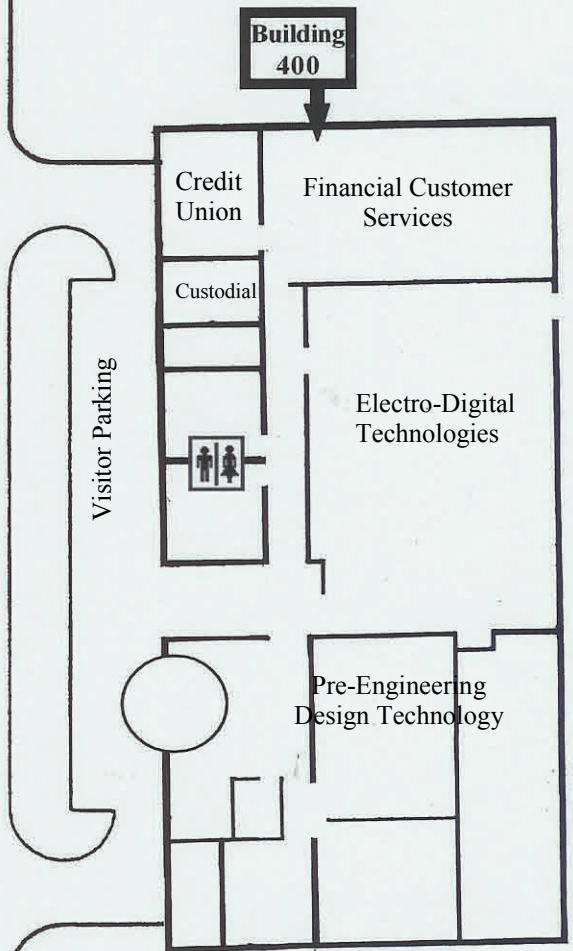 Building
400
Credit
Union
Financial Customer
Services
Custodial
Electro-Digital
Technologies
Visitor Parking
Pre-Engineering
Design Technology